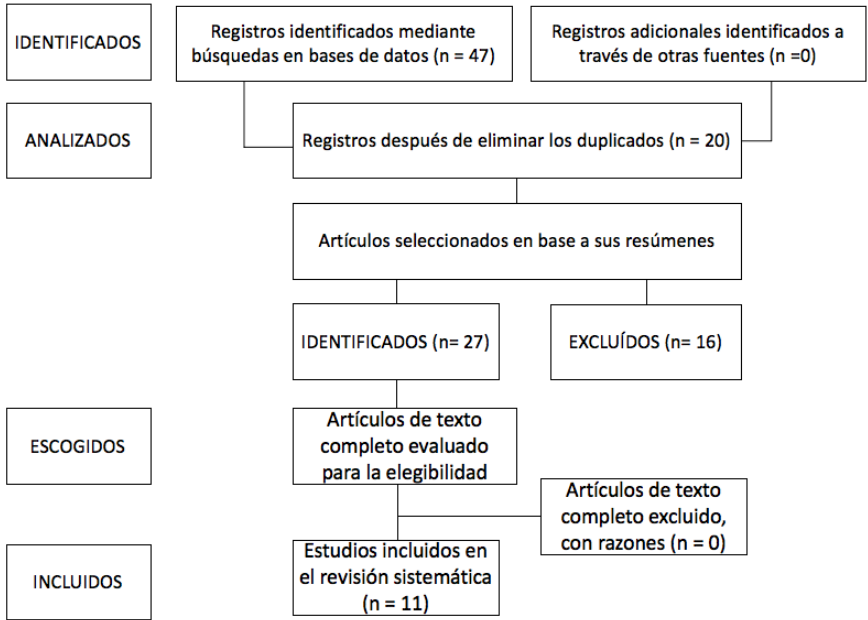 IDENTIFICADOS
Registros identificados mediante
búsquedas en bases de datos (n = 47)
Registros adicionales identificados a
través de otras fuentes (n =0)
ANALIZADOS
Registros después de eliminar los duplicados (n = 20)
Artículos seleccionados en base a sus resúmenes
IDENTIFICADOS (n= 27)
EXCLUÍDOS (n= 16)
ESCOGIDOS
Artículos de texto
completo evaluado
para la elegibilidad
Artículos de texto
completo excluido,
con razones (n = 0)
INCLUIDOS
Estudios incluidos en
el revisión sistemática
(n = 11)